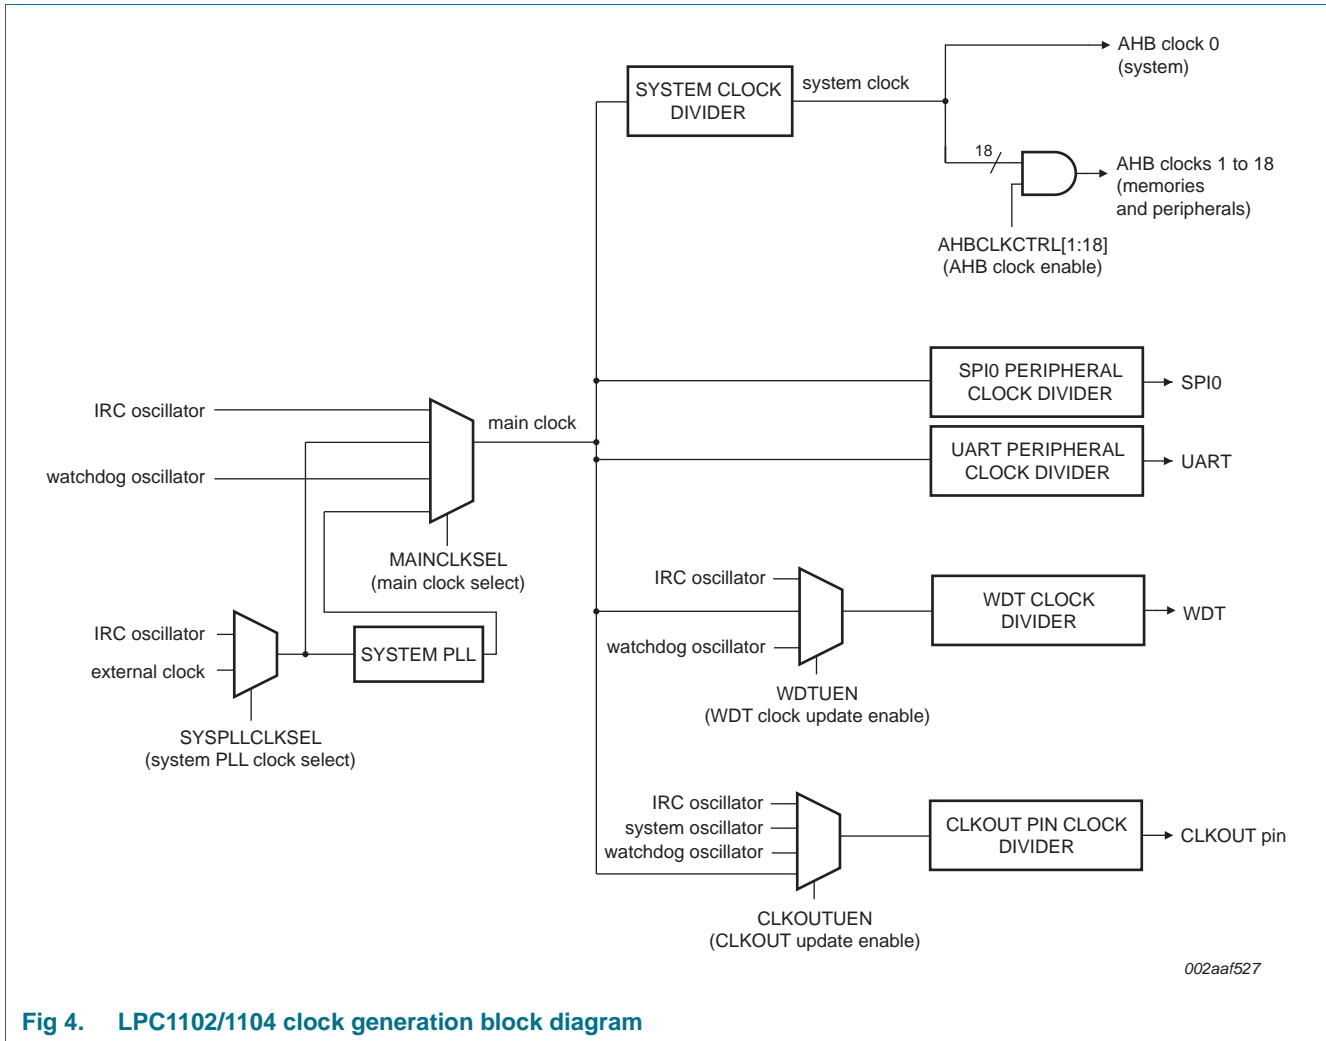 AHB clock 0
(system)
SYSTEM CLOCK
DIVIDER
system clock
18
AHB clocks 1 to 18
(memories
and peripherals)
AHBCLKCTRL[1:18]
(AHB clock enable)
SPI0 PERIPHERAL
CLOCK DIVIDER
SPI0
IRC oscillator
main clock
UART PERIPHERAL
CLOCK DIVIDER
UART
watchdog oscillator
MAINCLKSEL
(main clock select)
IRC oscillator
WDT CLOCK
DIVIDER
WDT
IRC oscillator
SYSTEM PLL
watchdog oscillator
external clock
WDTUEN
(WDT clock update enable)
SYSPLLCLKSEL
(system PLL clock select)
IRC oscillator
system oscillator
watchdog oscillator
CLKOUT PIN CLOCK
DIVIDER
CLKOUT pin
CLKOUTUEN
(CLKOUT update enable)
002aaf527
Fig 4. LPC1102/1104 clock generation block diagram